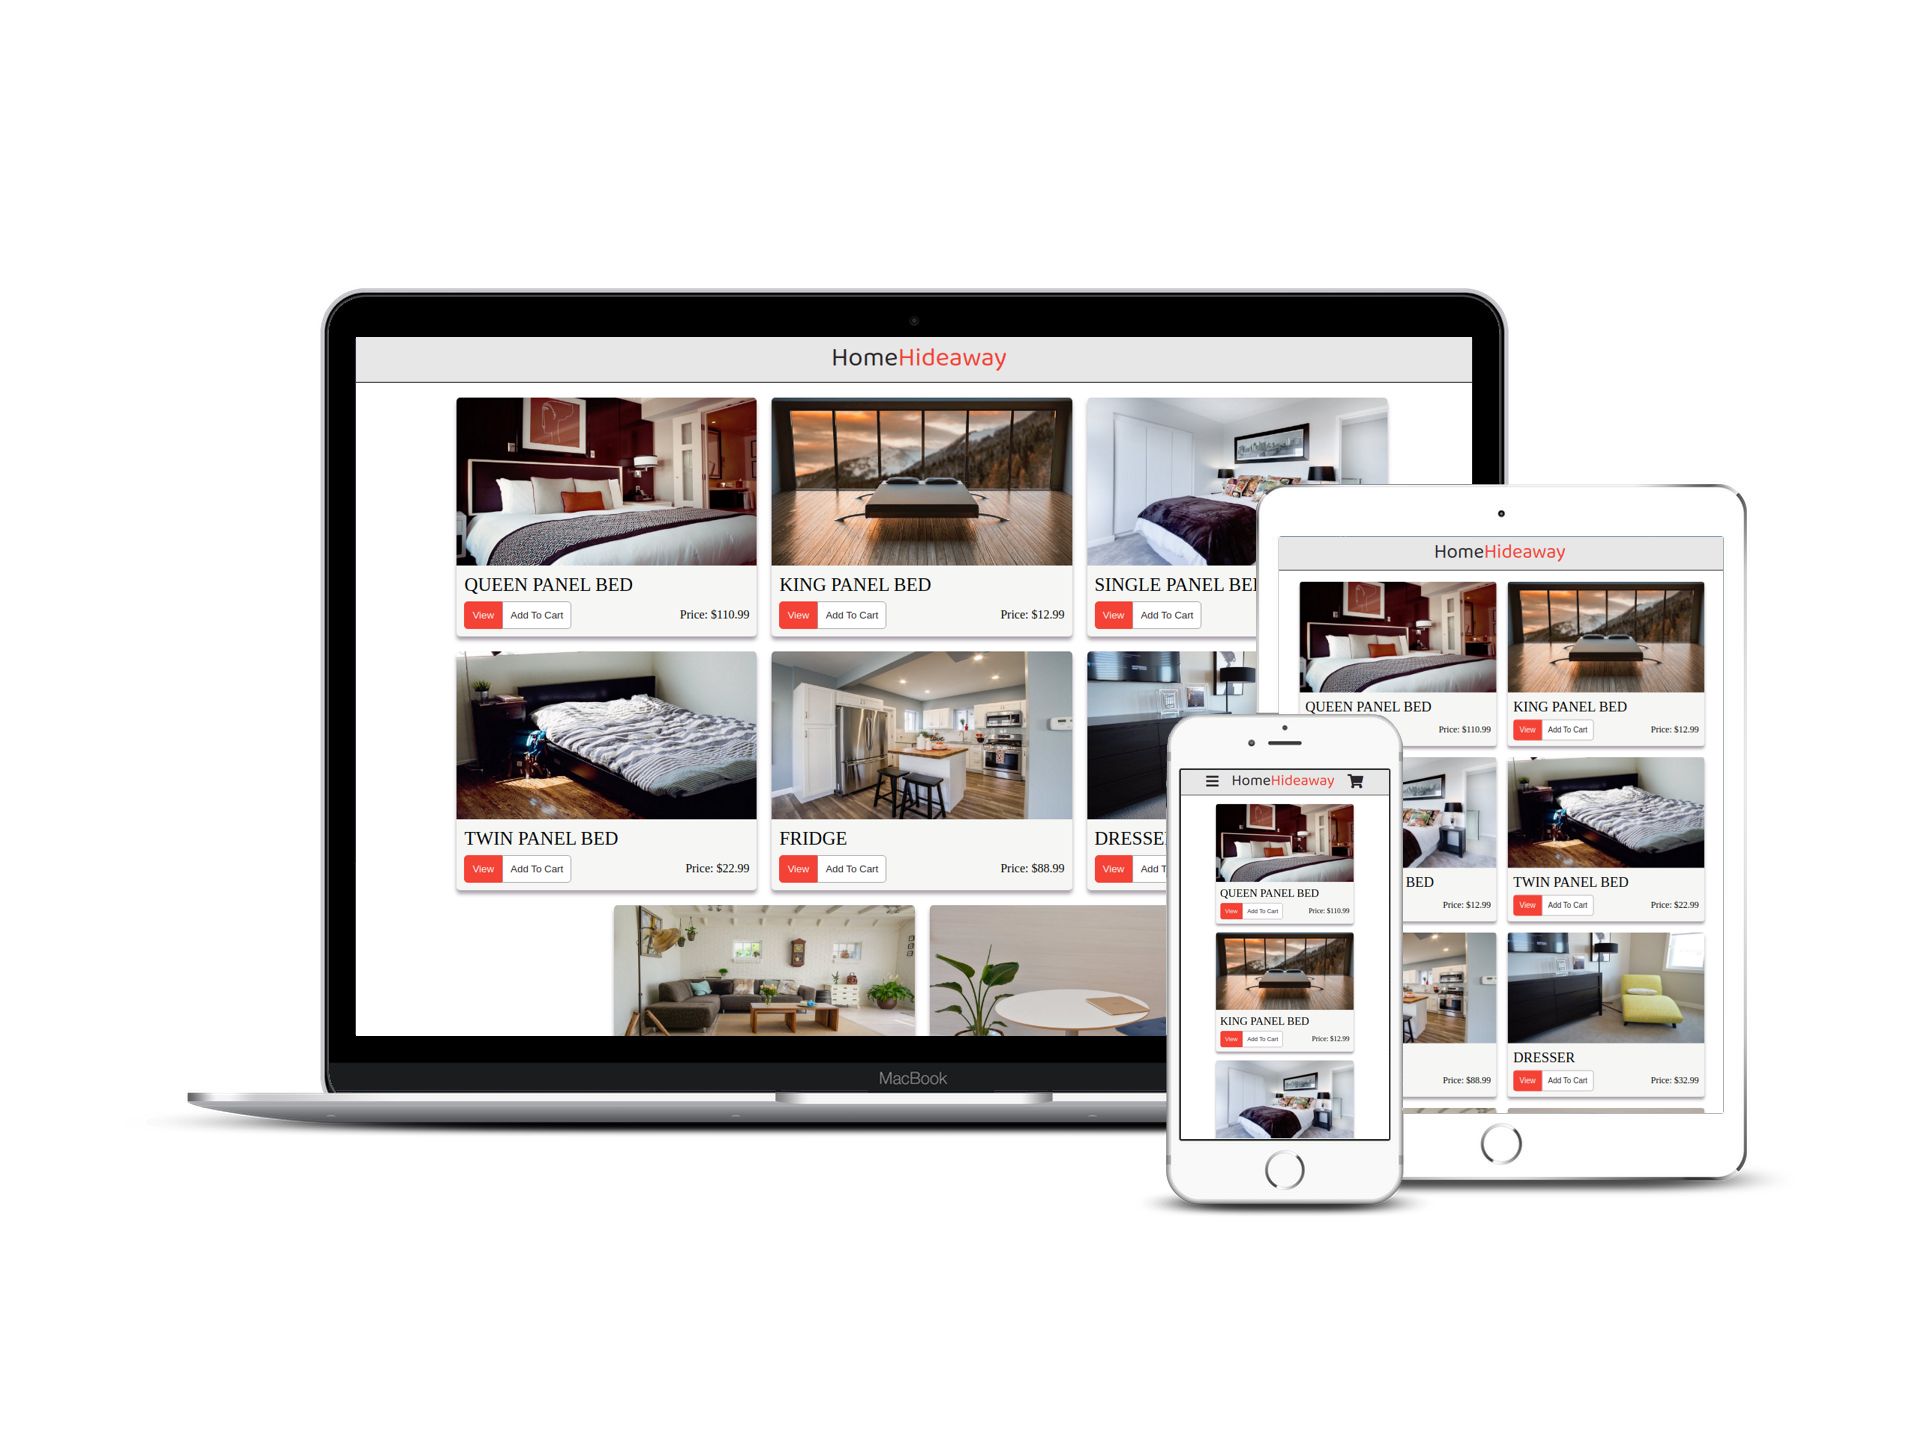 HomeHideaway
QUEEN PANEL BED
View Add To Cart Price: $110.99
KING PANEL BED
View Add To Cart Price: $12.99
SINGLE PANEL BE
View Add To Cart
TWIN PANEL BED
View Add To Cart Price: $22.99
FRIDGE
View Add To Cart Price: $88.99
DRESSE
View Add T
MacBook
HomeHideaway
QUEEN PANEL BED
Price: $110.99
KING PANEL BED
View Add To Cart Price: $12.99
BED
Price: $12.99
TWIN PANEL BED
View Add To Cart Price: $22.99
Price: $88.99
DRESSER
View Add To Cart Price: $32.99
HomeHideaway
QUEEN PANEL BED
View Add To Cart Price: $110.99
KING PANEL BED
View Add To Cart Price: $12.99